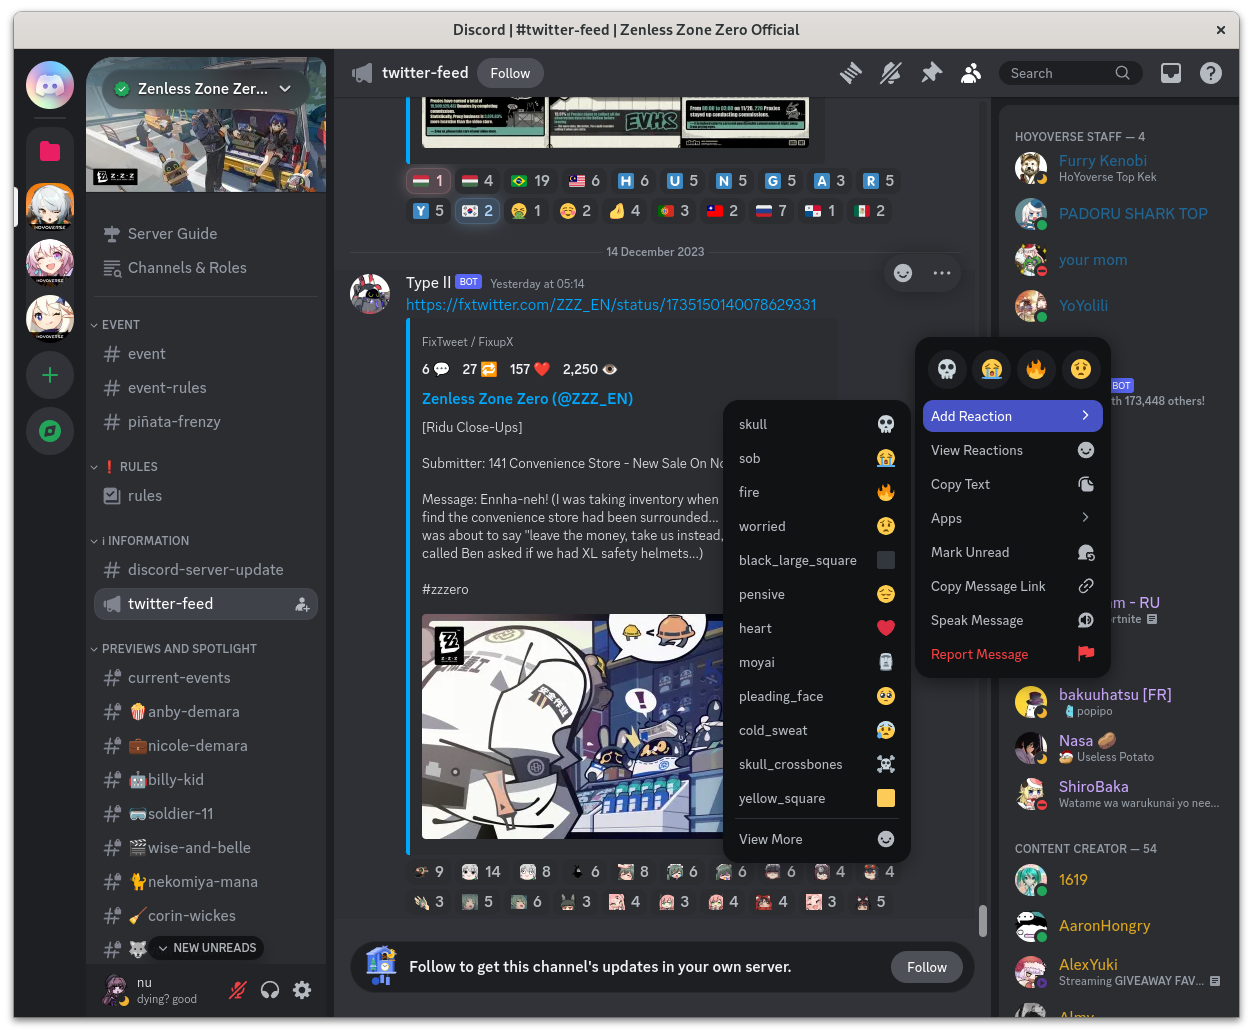 Discord | #twitter-feed | Zenless Zone Zero Official
Zenless Zone Zer...
Z·Z·Z
Server Guide
Channels & Roles
EVENT
event
event-rules
piñata-frenzy
RULES
rules
i INFORMATION
discord-server-update
twitter-feed
PREVIEWS AND SPOTLIGHT
current-events
anby-demara
nicole-demara
billy-kid
soldier-11
wise-and-belle
nekomiya-mana
corin-wickes
NEW UNREADS
nu
dying? good
HOYOVERSE
HOYOVERSE
HOYOVERSE
twitter-feed
Follow
Search
EVHS
1
4
19
6
H 6
U 5
N 5
G 5
A 3
R 5
Y 5
2
1
2
4
3
2
7
1
2
14 December 2023
Type II BOT Yesterday at 05:14
https://fxtwitter.com/ZZZ_EN/status/1735150140078629331
FixTweet / FixupX
6 27 157 2,250
Zenless Zone Zero (@ZZZ_EN)
[Ridu Close-Ups]
Submitter: 141 Convenience Store - New Sale On
Message: Ennha-neh! (I was taking inventory when
find the convenience store had been surrounded...
was about to say "leave the money, take us instead,
called Ben asked if we had XL safety helmets...)
#zzzero
Z·Z·Z
安全作业
9
14
8
6
8
6
6
6
4
4
3
5
6
3
4
3
4
4
3
5
Follow to get this channel's updates in your own server.
Follow
skull
sob
fire
worried
black_large_square
pensive
heart
moyai
pleading_face
cold_sweat
skull_crossbones
yellow_square
View More
Add Reaction
View Reactions
Copy Text
Apps
Mark Unread
Copy Message Link
Speak Message
Report Message
HOYOVERSE STAFF — 4
Furry Kenobi
HoYoverse Top Kek
PADORU SHARK TOP
your mom
YoYolili
BOT
173,448 others!
- RU
bakuuhatsu [FR]
popipo
Nasa
Useless Potato
ShiroBaka
Watame wa warukunai yo nee...
CONTENT CREATOR — 54
1619
AaronHongry
AlexYuki
Streaming GIVEAWAY FAV...